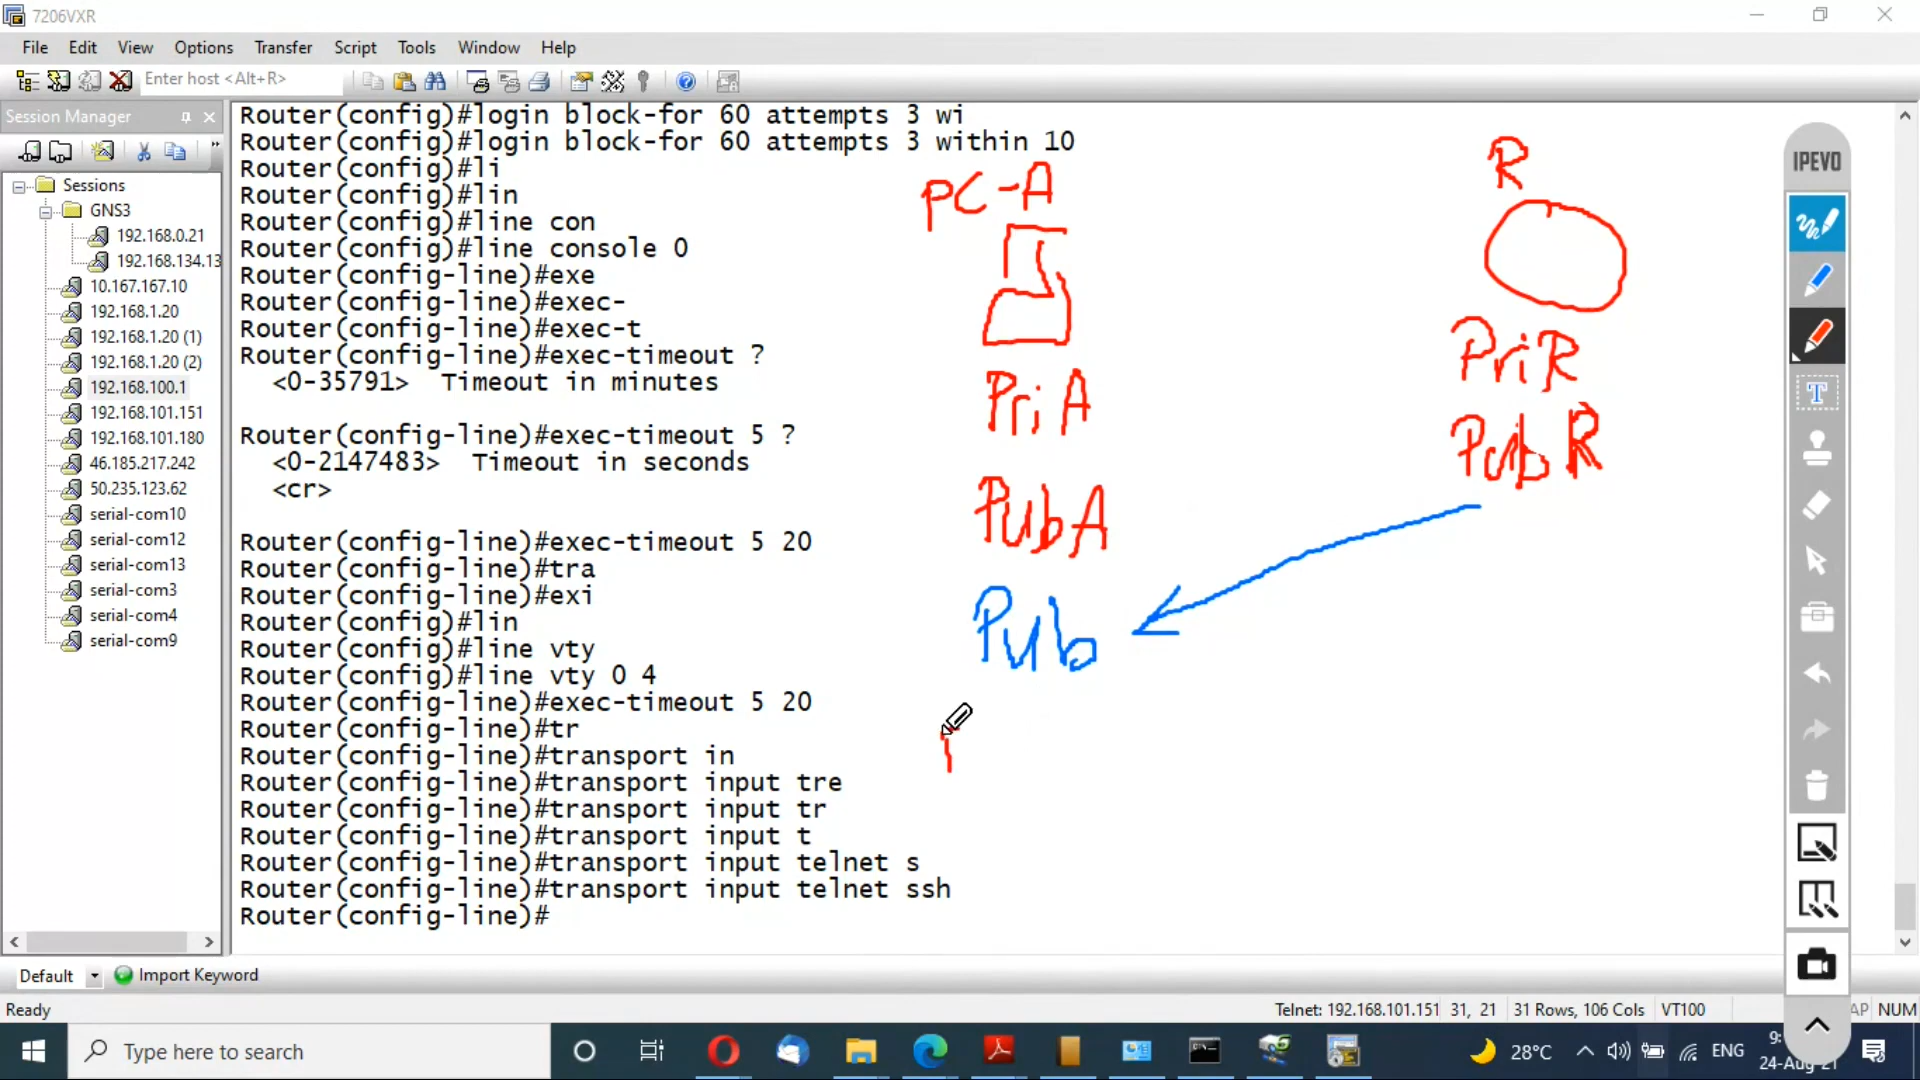 7206VXR
File Edit View Options Transfer Script Tools Window Help
Enter host <Alt+R>
Session Manager
Sessions
GNS3
192.168.0.21
192.168.134.13
10.167.167.10
192.168.1.20
192.168.1.20 (1)
192.168.1.20 (2)
192.168.100.1
192.168.101.151
192.168.101.180
46.185.217.242
50.235.123.62
serial-com10
serial-com12
serial-com13
serial-com3
serial-com4
serial-com9
Router(config)#login block-for 60 attempts 3 wi
Router(config)#login block-for 60 attempts 3 within 10
Router(config)#li
Router(config)#lin
Router(config)#line con
Router(config)#line console 0
Router(config-line)#exe
Router(config-line)#exec-
Router(config-line)#exec-t
Router(config-line)#exec-timeout ?
<0-35791> Timeout in minutes
Router(config-line)#exec-timeout 5 ?
<0-2147483> Timeout in seconds
<cr>
Router(config-line)#exec-timeout 5 20
Router(config-line)#tra
Router(config-line)#exi
Router(config)#lin
Router(config)#line vty
Router(config)#line vty 0 4
Router(config-line)#exec-timeout 5 20
Router(config-line)#tr
Router(config-line)#transport in
Router(config-line)#transport input tre
Router(config-line)#transport input tr
Router(config-line)#transport input t
Router(config-line)#transport input telnet s
Router(config-line)#transport input telnet ssh
Router(config-line)#
PC-A
Pri A
Pub A
Pub
R
Pri R
Pub R
IPEVO
T
Default Import Keyword
Ready Telnet: 192.168.101.151 31, 21 31 Rows, 106 Cols VT100 AP NUM
Type here to search 28°C ENG 9:
24-Aug-21